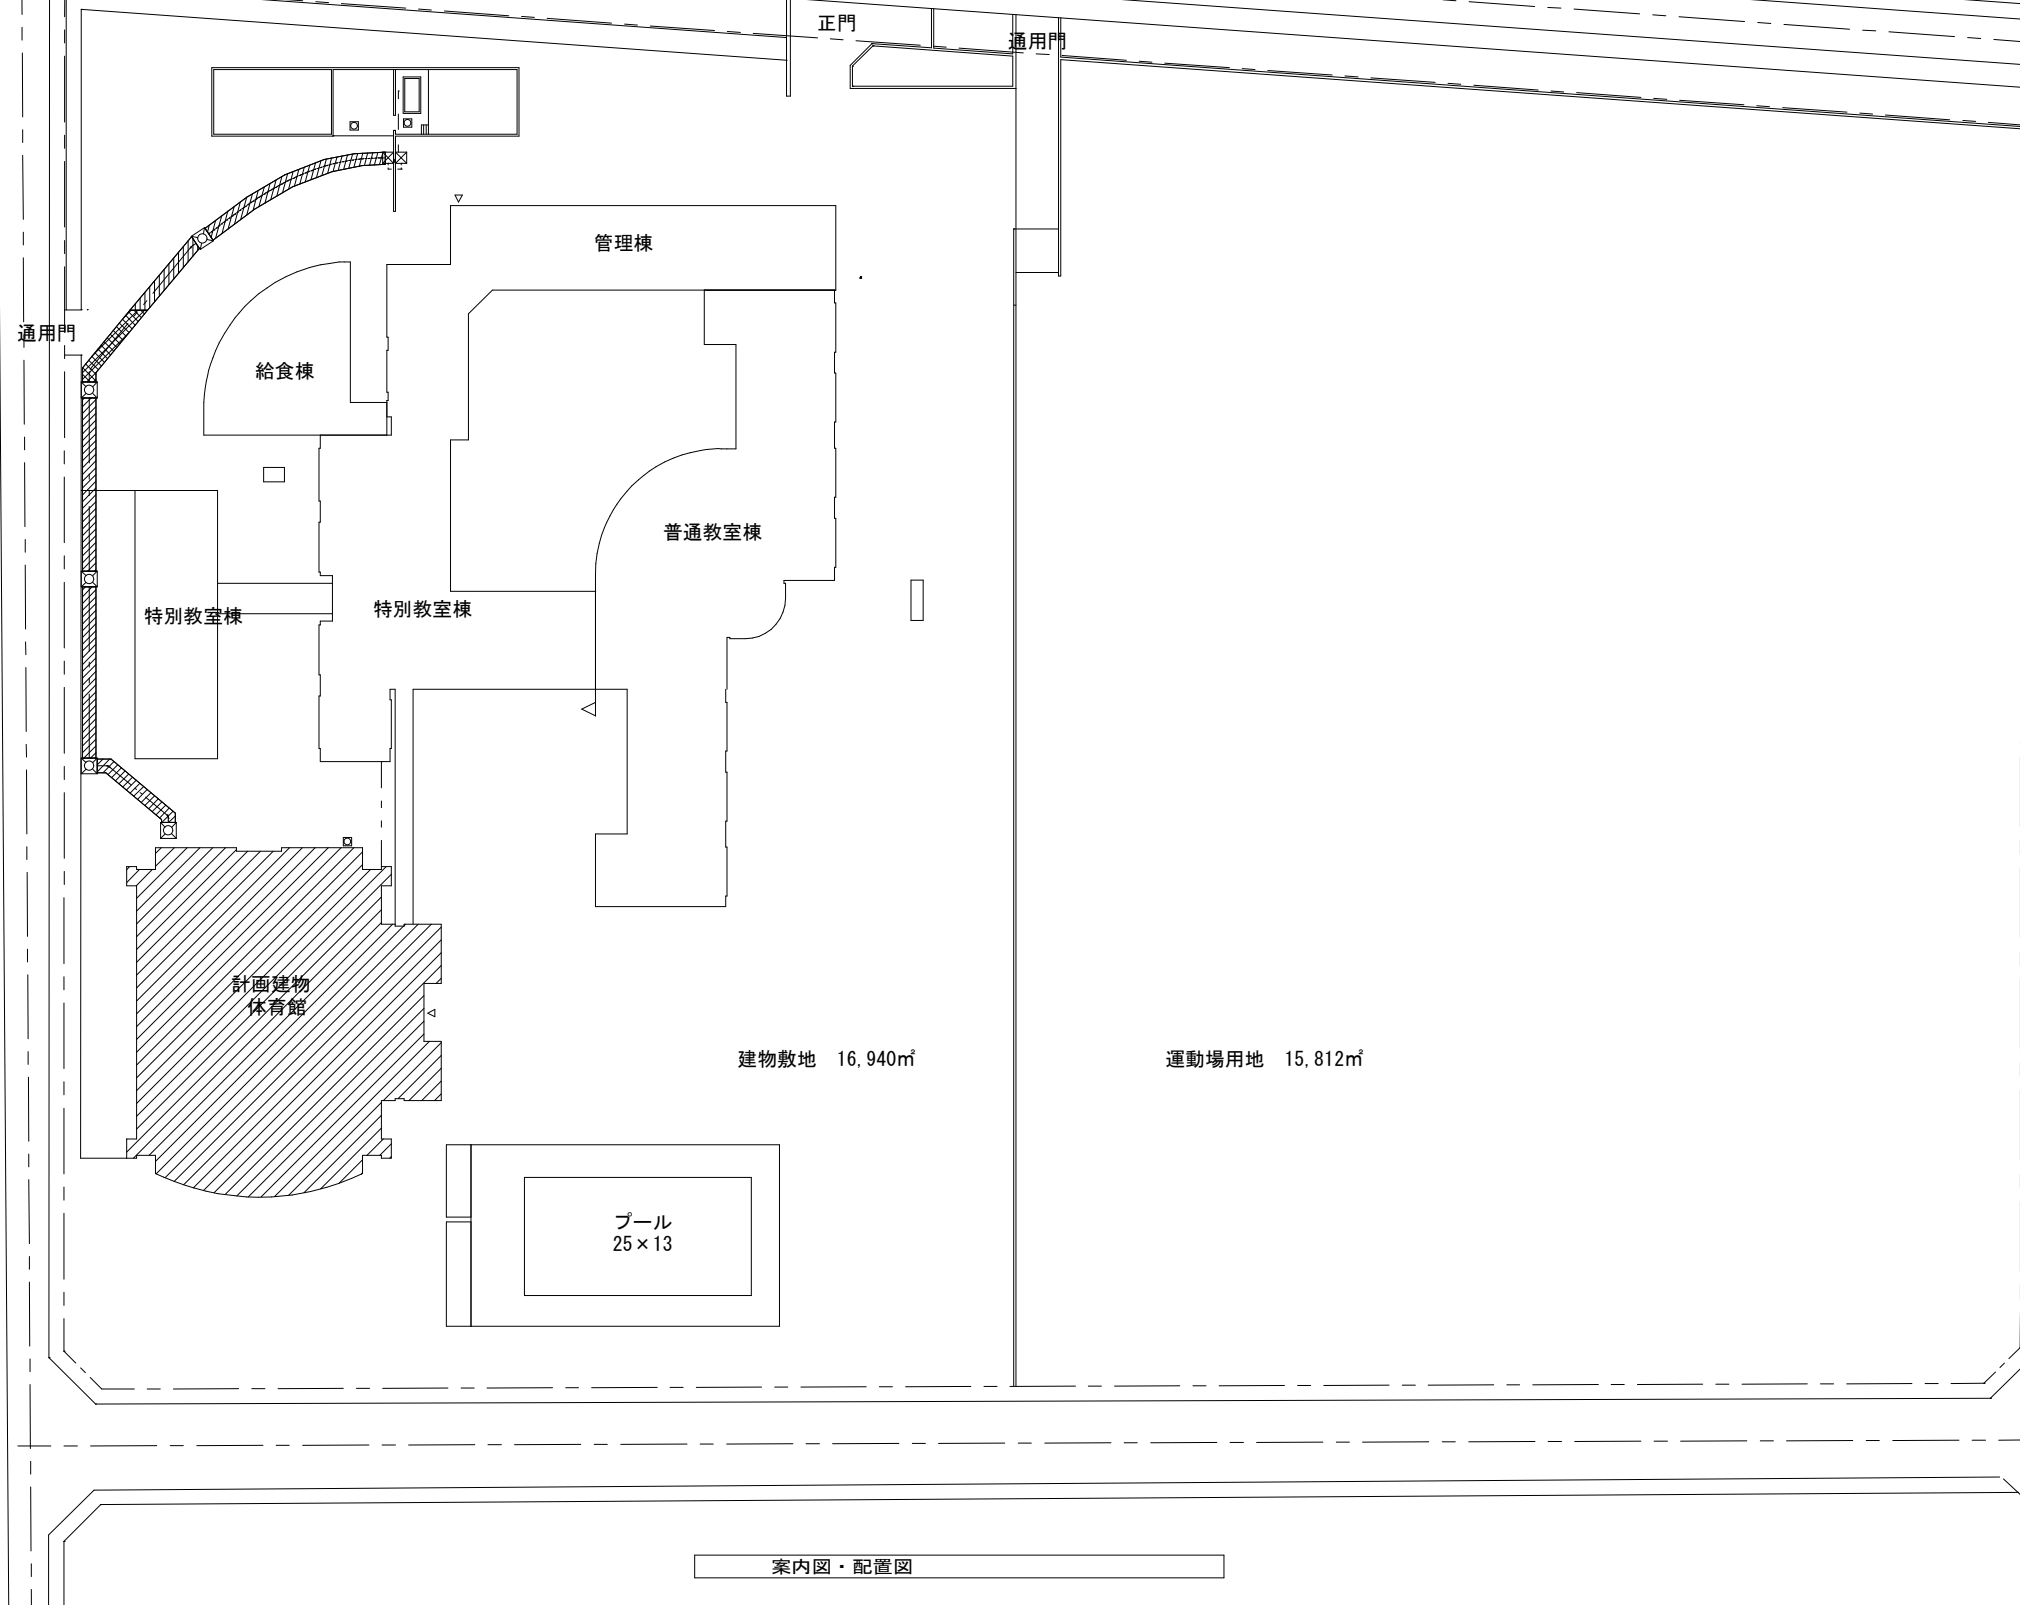 正門
通用門
管理棟
通用門
給食棟
普通教室棟
特別教室棟
特別教室棟
計画建物
体育館
建物敷地　16,940㎡
運動場用地　15,812㎡
プール
25×13
案内図・配置図